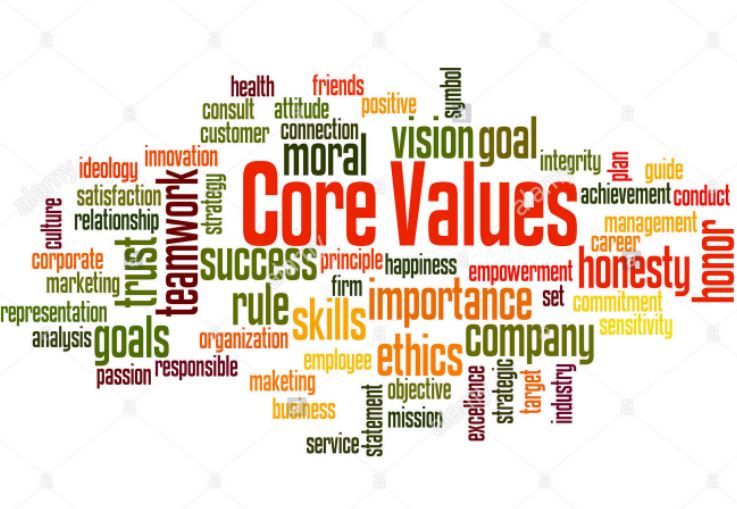 symbol
health
friends
consult
attitude
positive
customer
connection
vision
goal
moral
integrity
plan
guide
ideology
innovation
satisfaction
strategy
Core Values
achievement
conduct
culture
relationship
teamwork
management
career
honor
trust
corporate
success
principle
happiness
empowerment
honesty
marketing
firm
importance
set
commitment
representation
rule
skills
sensitivity
analysis
goals
organization
company
passion
responsible
employee
ethics
maketing
objective
excellence
strategic
target
industry
business
statement
mission
service
alamy